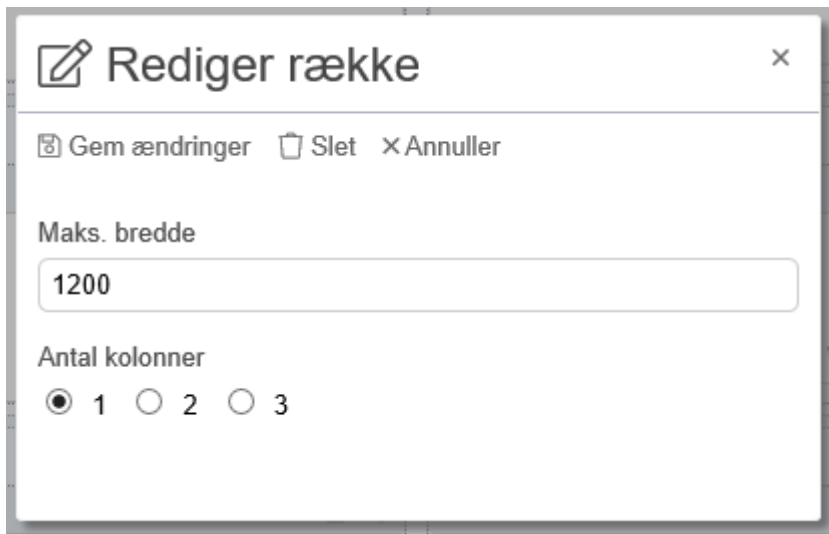 Rediger række
Gem ændringer Slet Annuller
Maks. bredde
1200
Antal kolonner
1 2 3